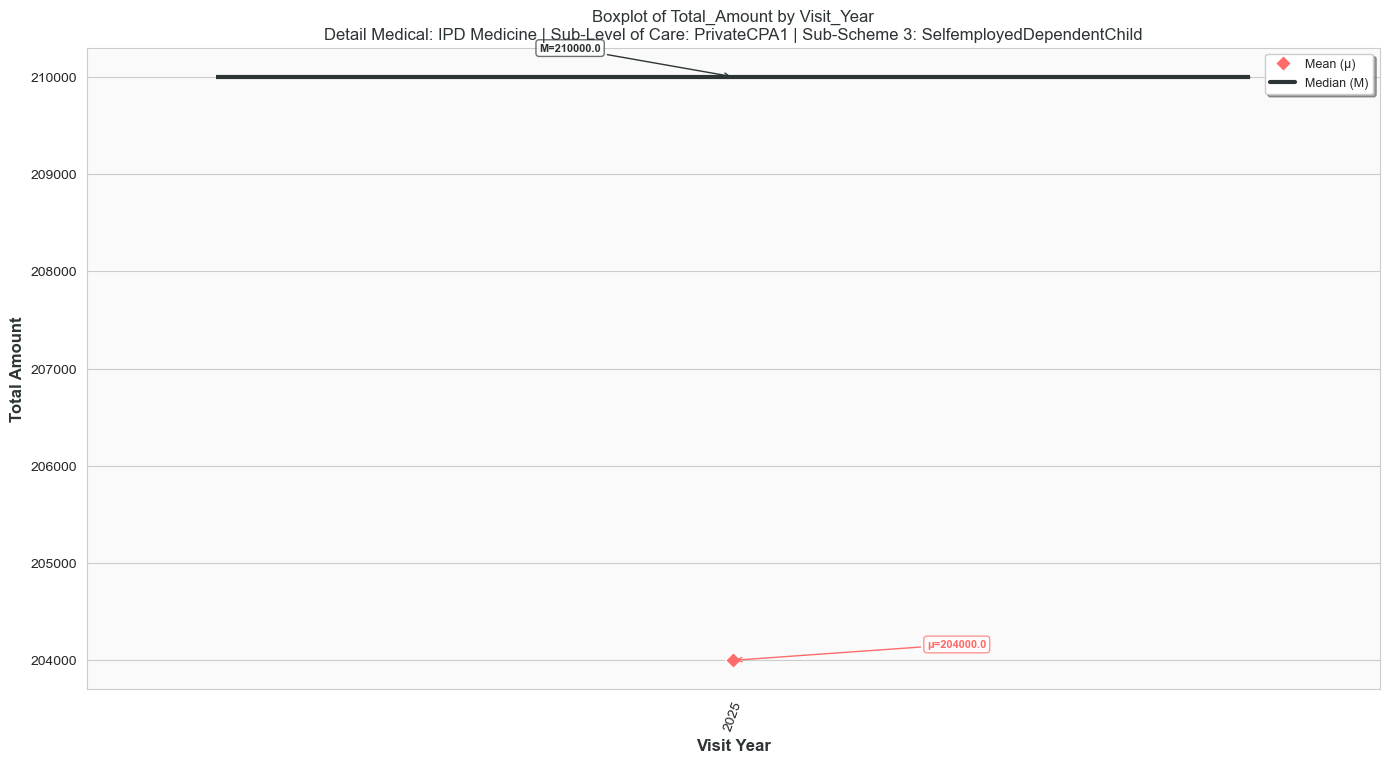 Boxplot of Total_Amount by Visit_Year
Detail Medical: IPD Medicine | Sub-Level of Care: PrivateCPA1 | Sub-Scheme 3: SelfemployedDependentChild
M=210000.0
Mean (μ)
Median (M)
210000
209000
208000
207000
206000
205000
204000
Total Amount
μ=204000.0
2025
Visit Year